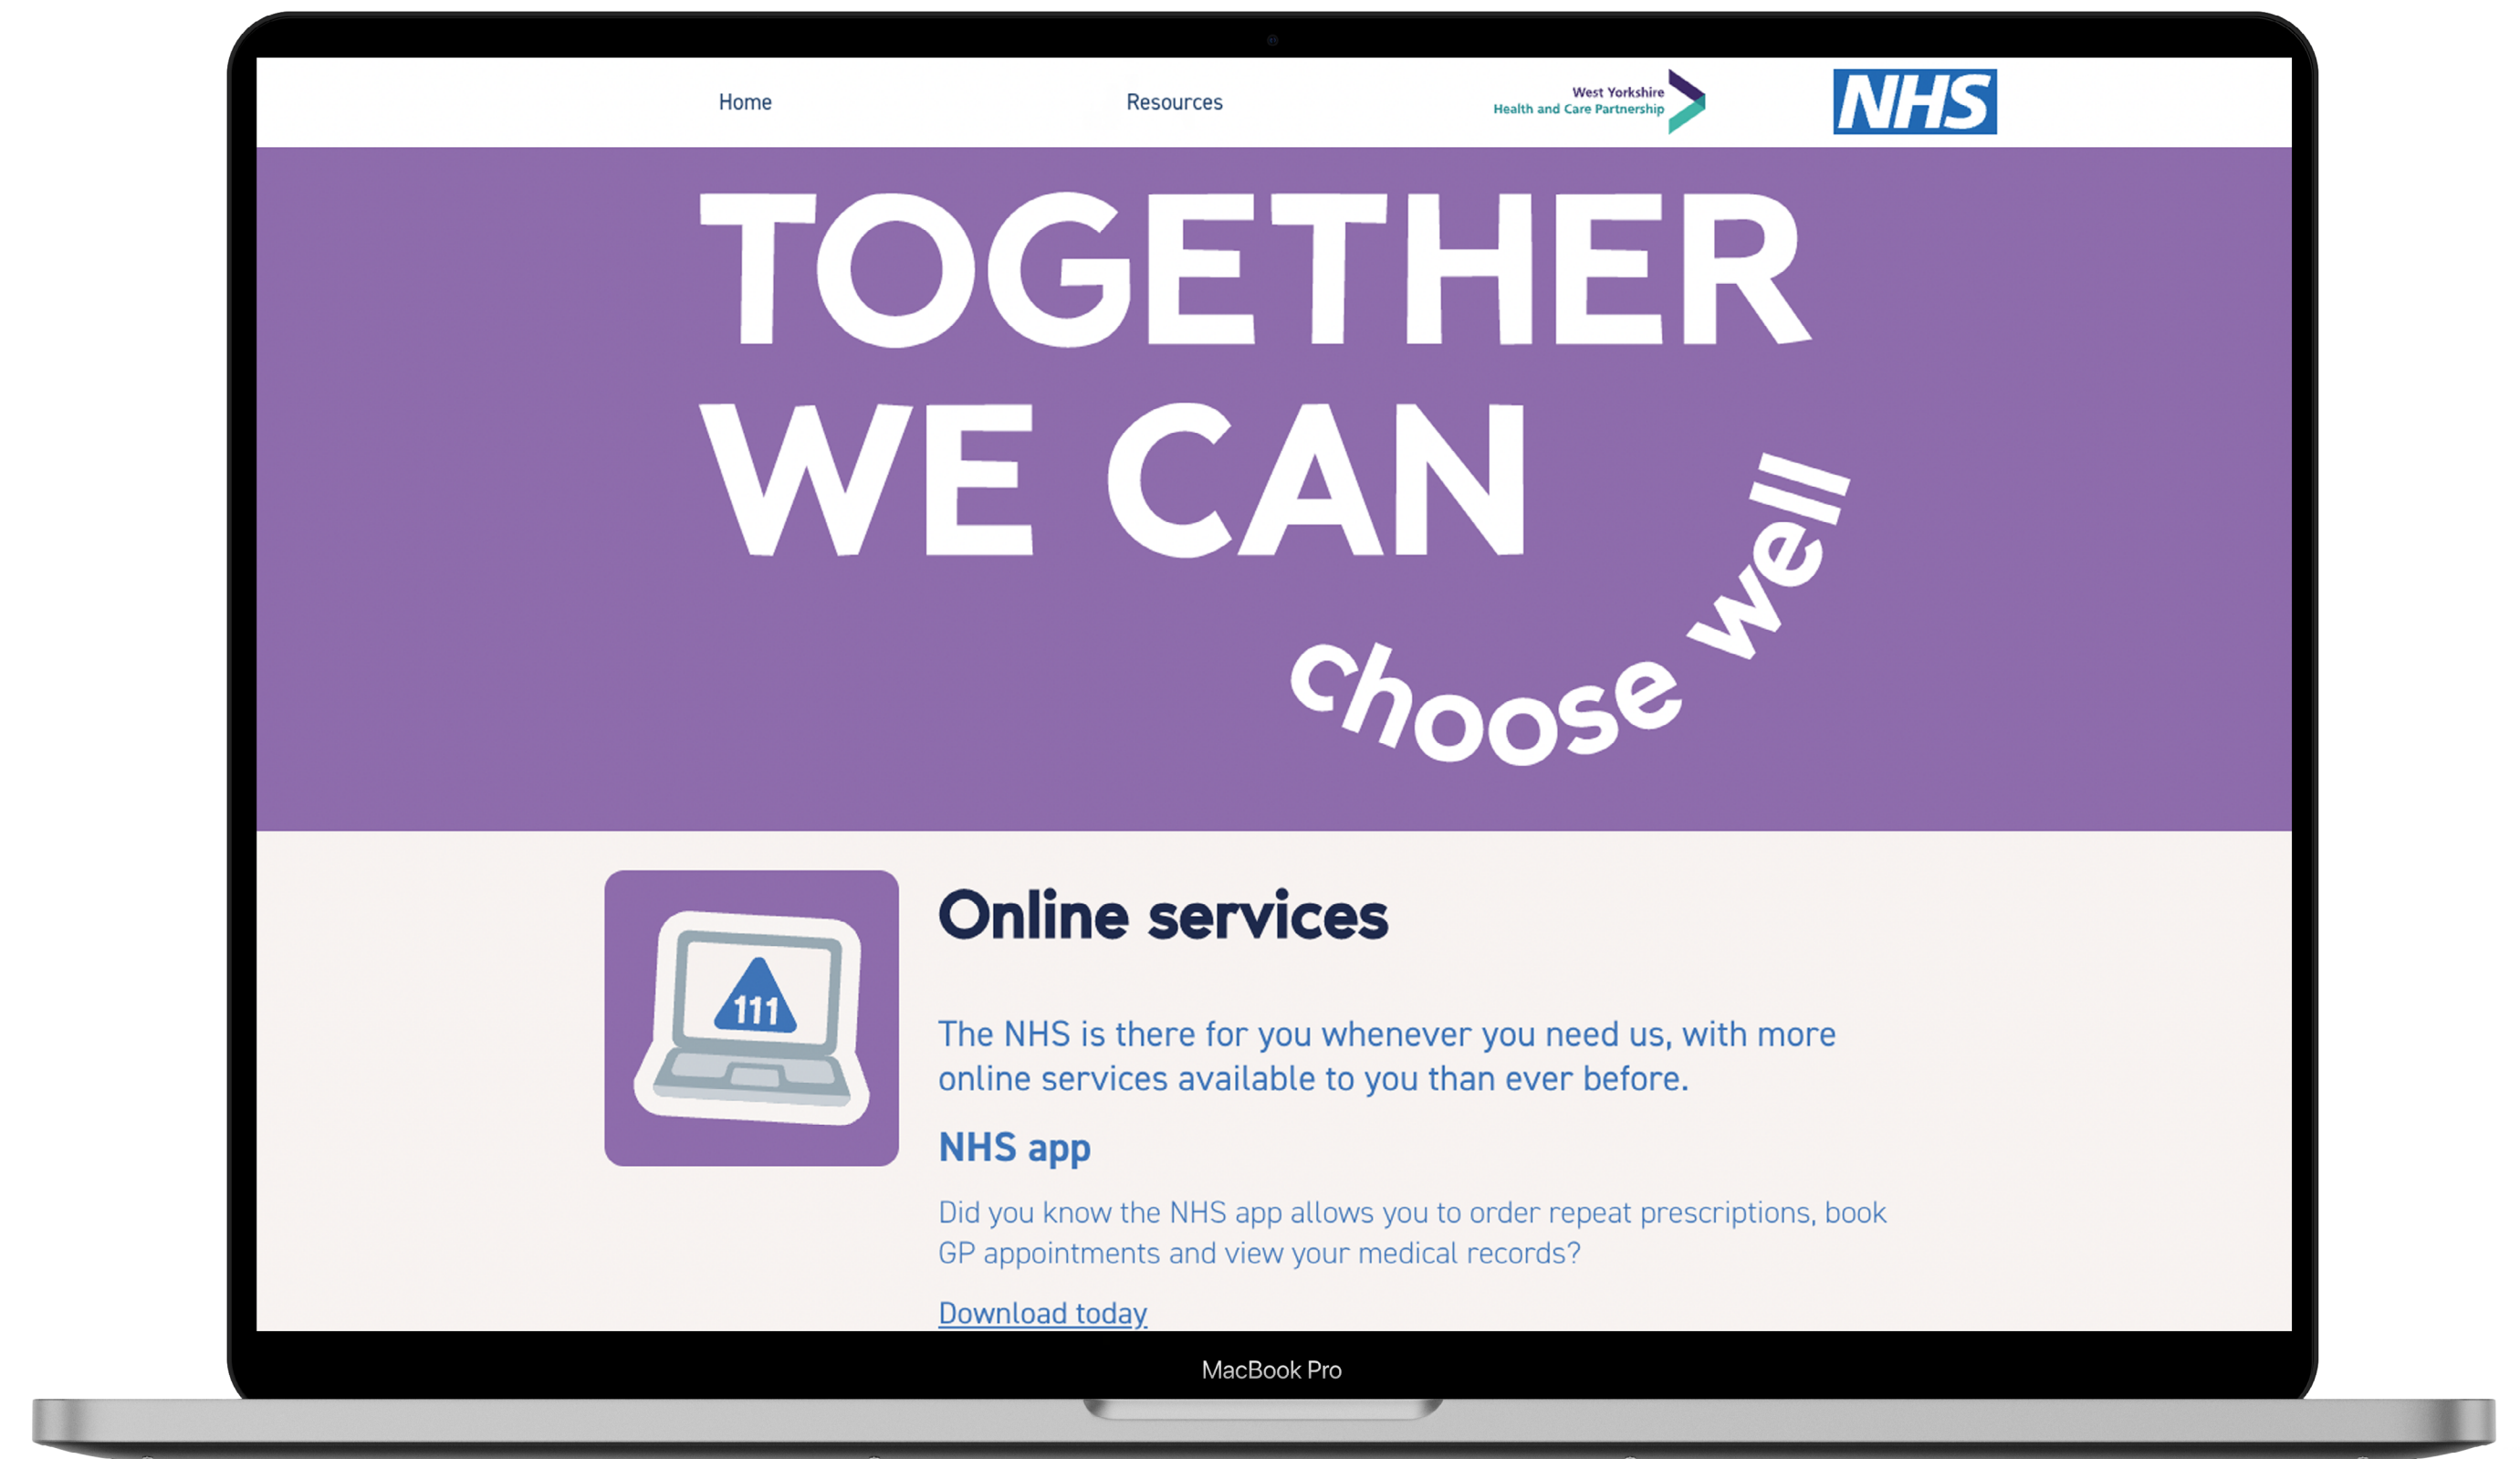 Home
Resources
West Yorkshire
Health and Care Partnership
NHS
TOGETHER
WE CAN
choose well
111
Online services
The NHS is there for you whenever you need us, with more
online services available to you than ever before.
NHS app
Did you know the NHS app allows you to order repeat prescriptions, book
GP appointments and view your medical records?
Download today
MacBook Pro